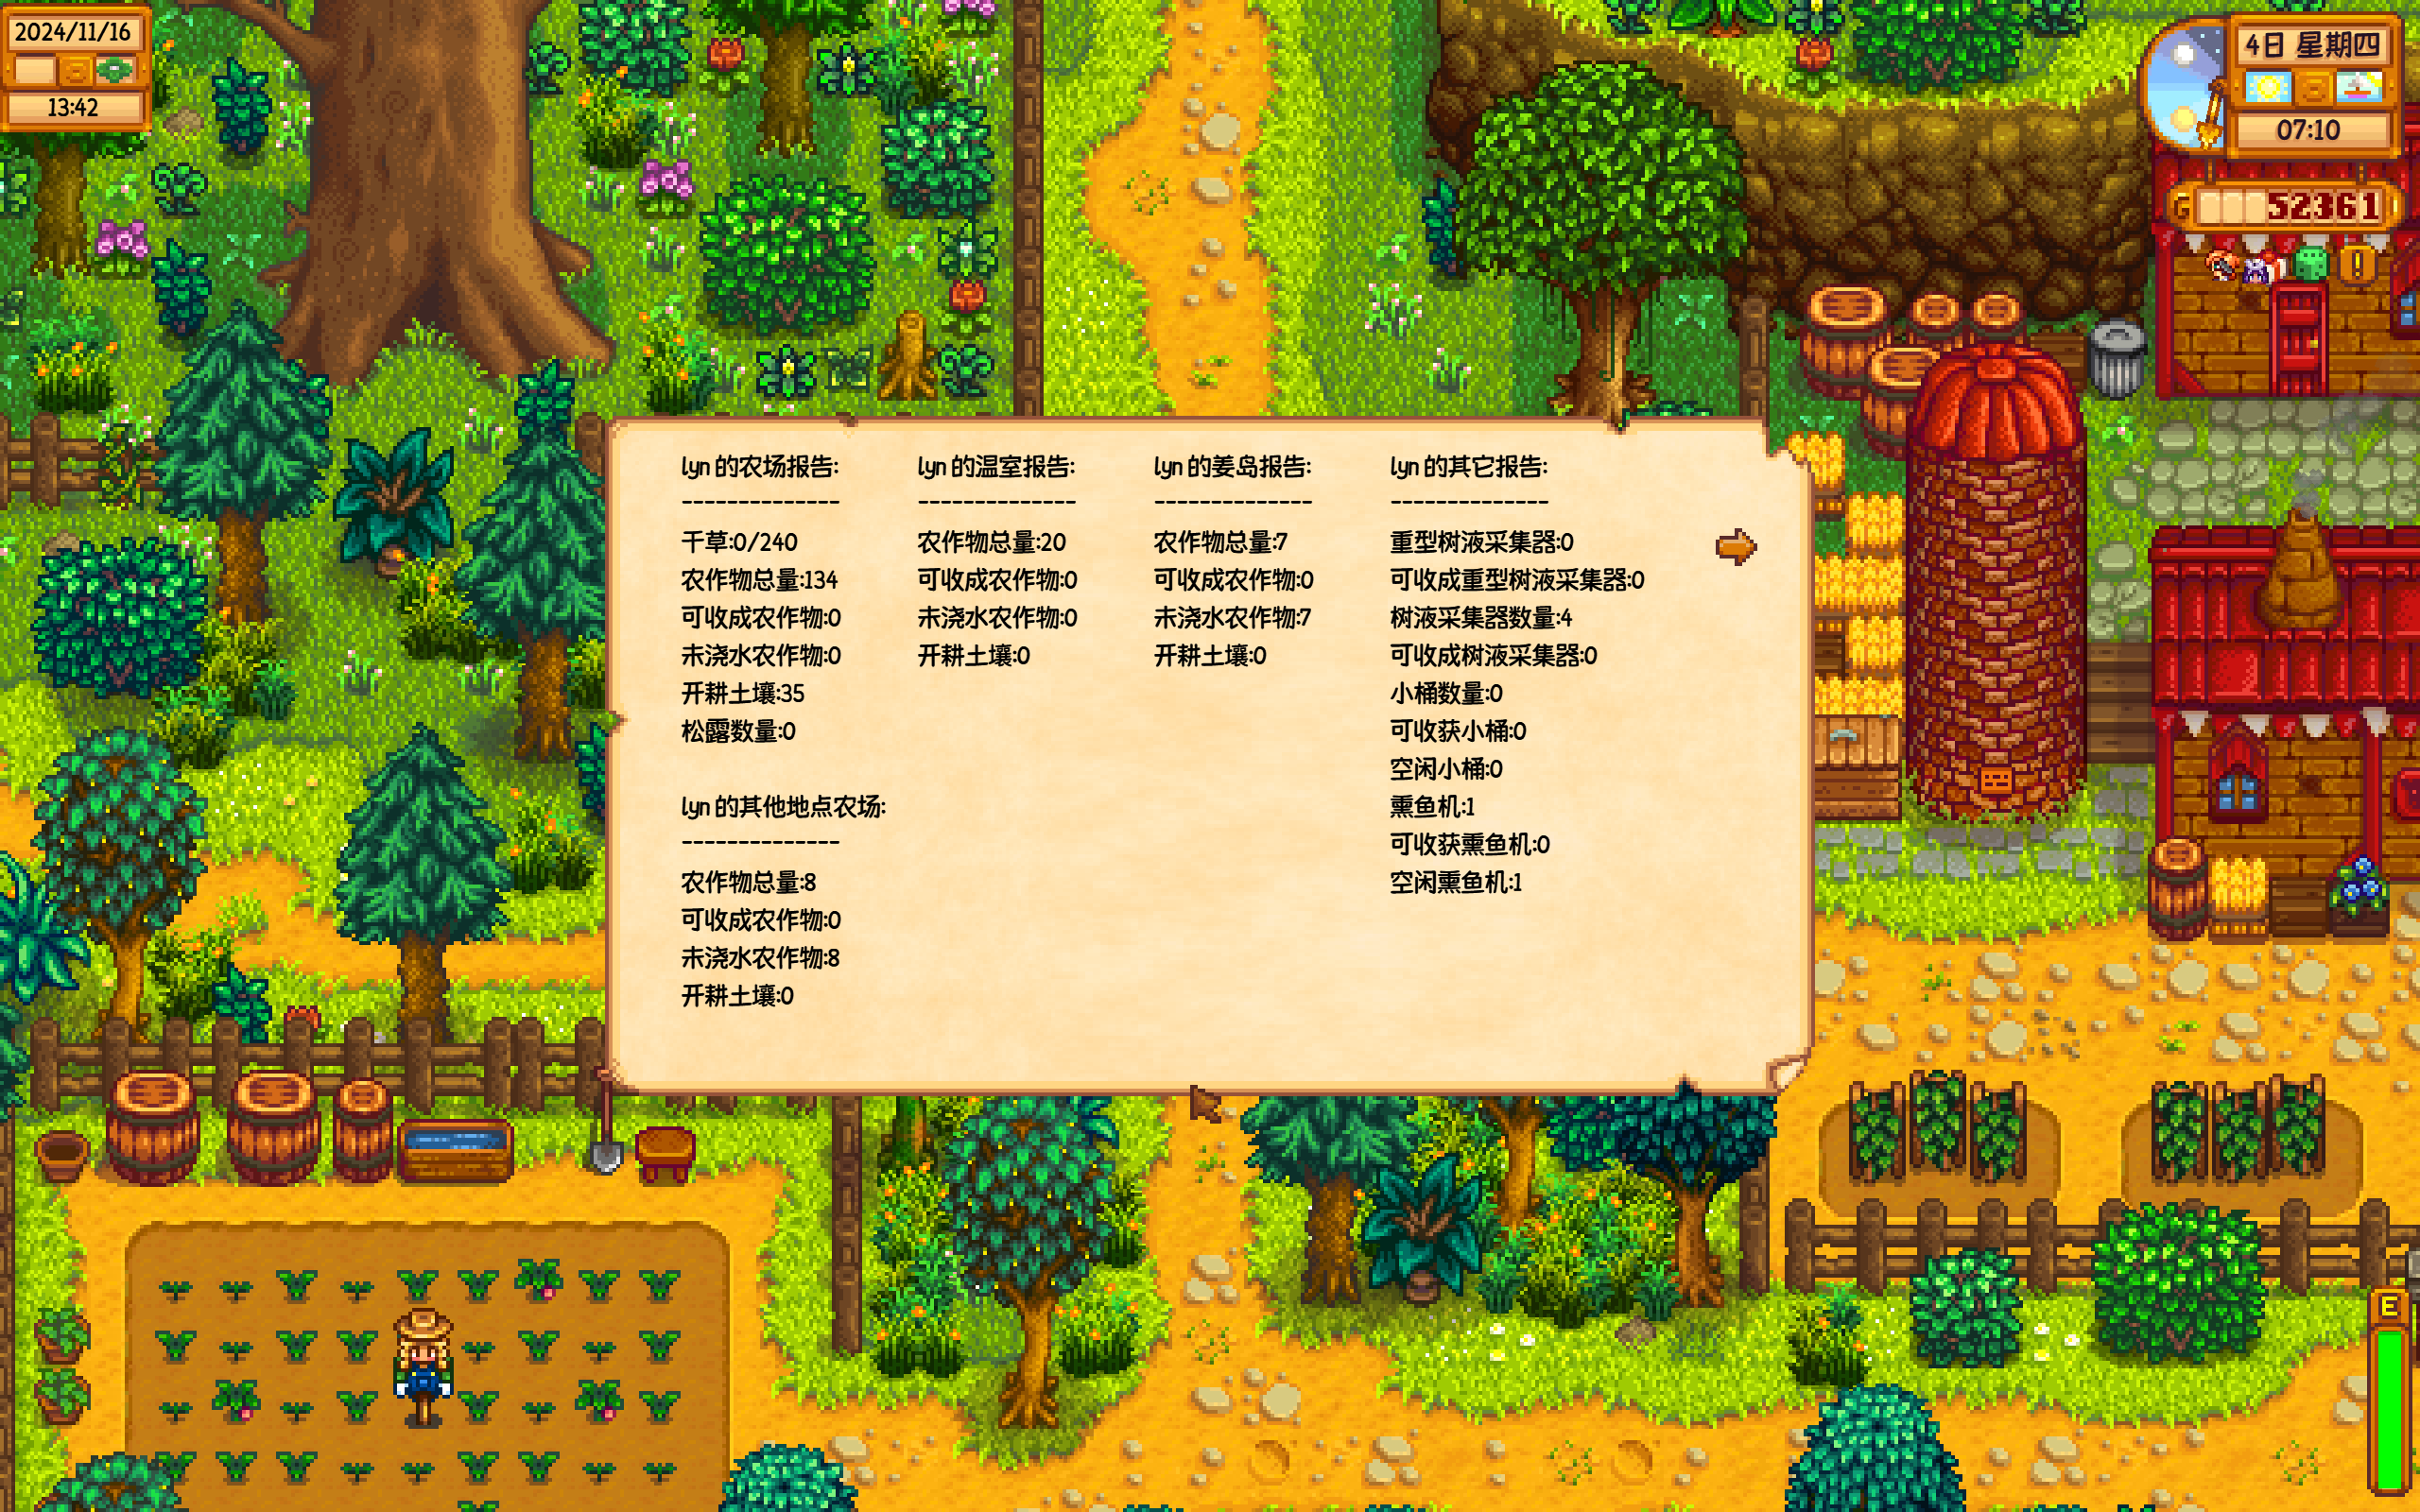 2024/11/16
13:42
4日 星期四
07:10
G 52361
lyn 的农场报告:
--------------
干草:0/240
农作物总量:134
可收成农作物:0
未浇水农作物:0
开耕土壤:35
松露数量:0
lyn 的其他地点农场:
--------------
农作物总量:8
可收成农作物:0
未浇水农作物:8
开耕土壤:0
lyn 的温室报告:
--------------
农作物总量:20
可收成农作物:0
未浇水农作物:0
开耕土壤:0
lyn 的姜岛报告:
--------------
农作物总量:7
可收成农作物:0
未浇水农作物:7
开耕土壤:0
lyn 的其它报告:
--------------
重型树液采集器:0
可收成重型树液采集器:0
树液采集器数量:4
可收成树液采集器:0
小桶数量:0
可收获小桶:0
空闲小桶:0
熏鱼机:1
可收获熏鱼机:0
空闲熏鱼机:1
E